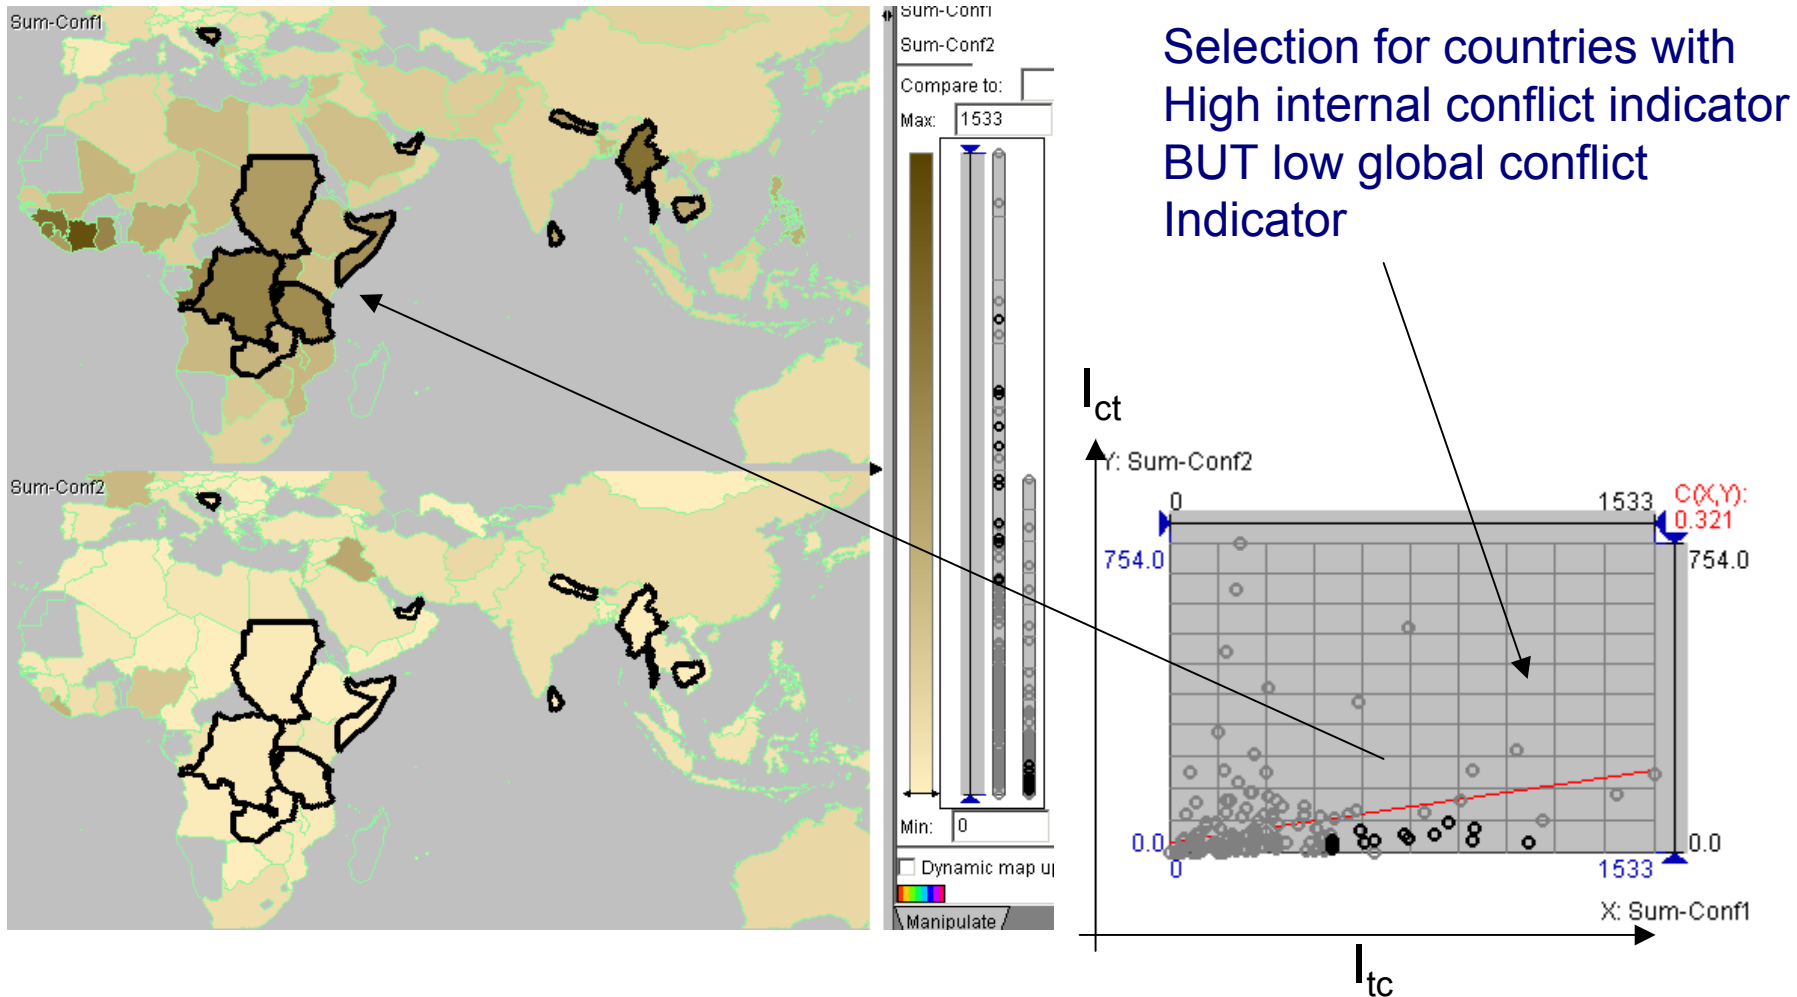 Sum-Conf1
Sum-Conf2
Sum-Conf1
Sum-Conf2
Compare to:
Max: 1533
Min: 0
Dynamic map up
Manipulate
Selection for countries with
High internal conflict indicator
BUT low global conflict
Indicator
Ict
Y: Sum-Conf2
0 1533 C(X,Y):
0.321
754.0 754.0
0.0 0.0
0 1533
X: Sum-Conf1
Itc